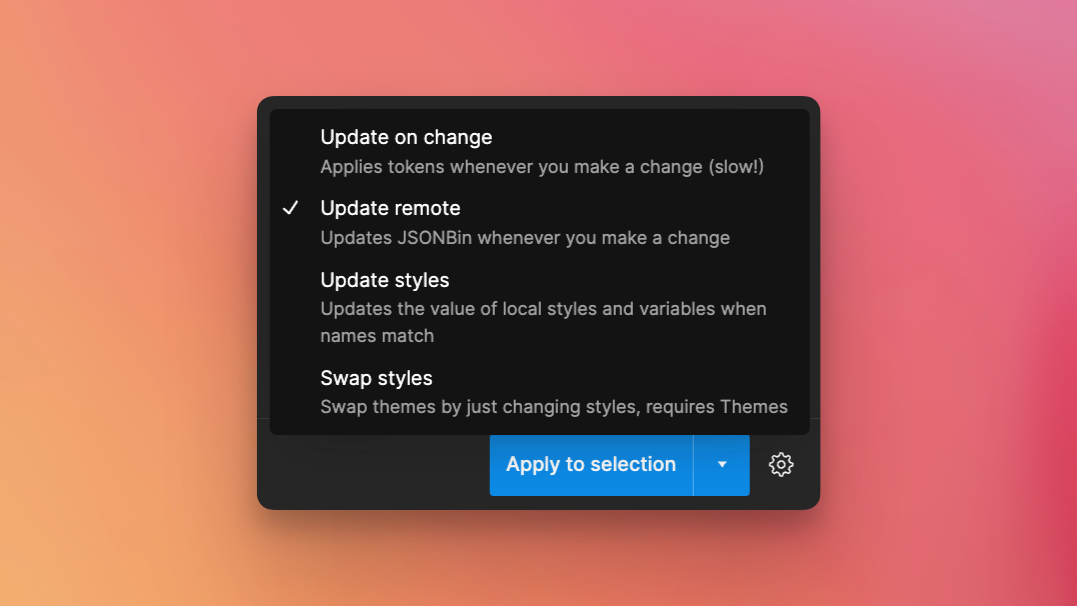 Update on change
Applies tokens whenever you make a change (slow!)
Update remote
Updates JSONBin whenever you make a change
Update styles
Updates the value of local styles and variables when
names match
Swap styles
Swap themes by just changing styles, requires Themes
Apply to selection